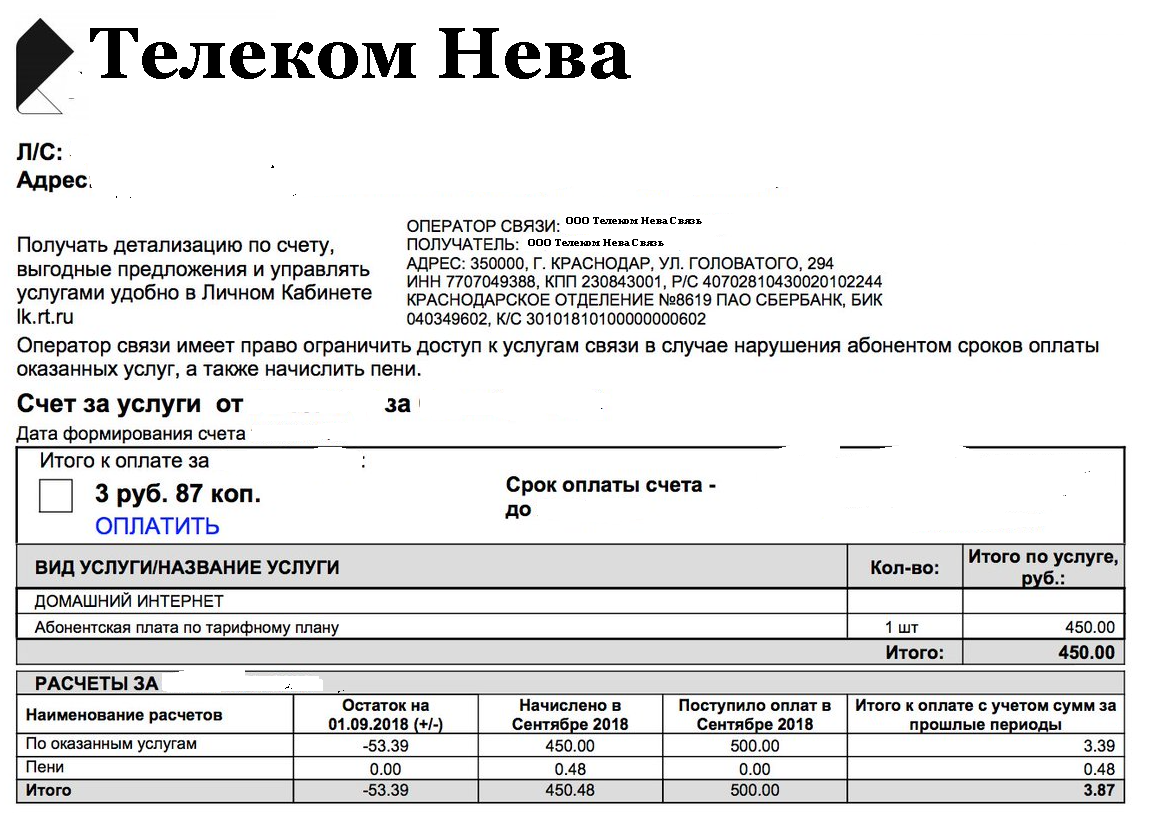 Телеком Нева
Л/С:
Адрес:
ОПЕРАТОР СВЯЗИ: ООО Телеком Нева Связь
ПОЛУЧАТЕЛЬ: ООО Телеком Нева Связь
АДРЕС: 350000, Г. КРАСНОДАР, УЛ. ГОЛОВАТОГО, 294
ИНН 7707049388, КПП 230843001, Р/С 40702810430020102244
КРАСНОДАРСКОЕ ОТДЕЛЕНИЕ №8619 ПАО СБЕРБАНК, БИК
040349602, К/С 30101810100000000602
Получать детализацию по счету,
выгодные предложения и управлять
услугами удобно в Личном Кабинете
lk.rt.ru
Оператор связи имеет право ограничить доступ к услугам связи в случае нарушения абонентом сроков оплаты
оказанных услуг, а также начислить пени.
Счет за услуги от за
Дата формирования счета
Итого к оплате за :
3 руб. 87 коп.
ОПЛАТИТЬ
Срок оплаты счета -
до
ВИД УСЛУГИ/НАЗВАНИЕ УСЛУГИ Кол-во: Итого по услуге,
руб.:
ДОМАШНИЙ ИНТЕРНЕТ
Абонентская плата по тарифному плану 1 шт 450.00
Итого: 450.00
РАСЧЕТЫ ЗА
Наименование расчетов Остаток на Начислено в Поступило оплат в Итого к оплате с учетом сумм за
01.09.2018 (+/-) Сентябре 2018 Сентябре 2018 прошлые периоды
По оказанным услугам -53.39 450.00 500.00 3.39
Пени 0.00 0.48 0.00 0.48
Итого -53.39 450.48 500.00 3.87